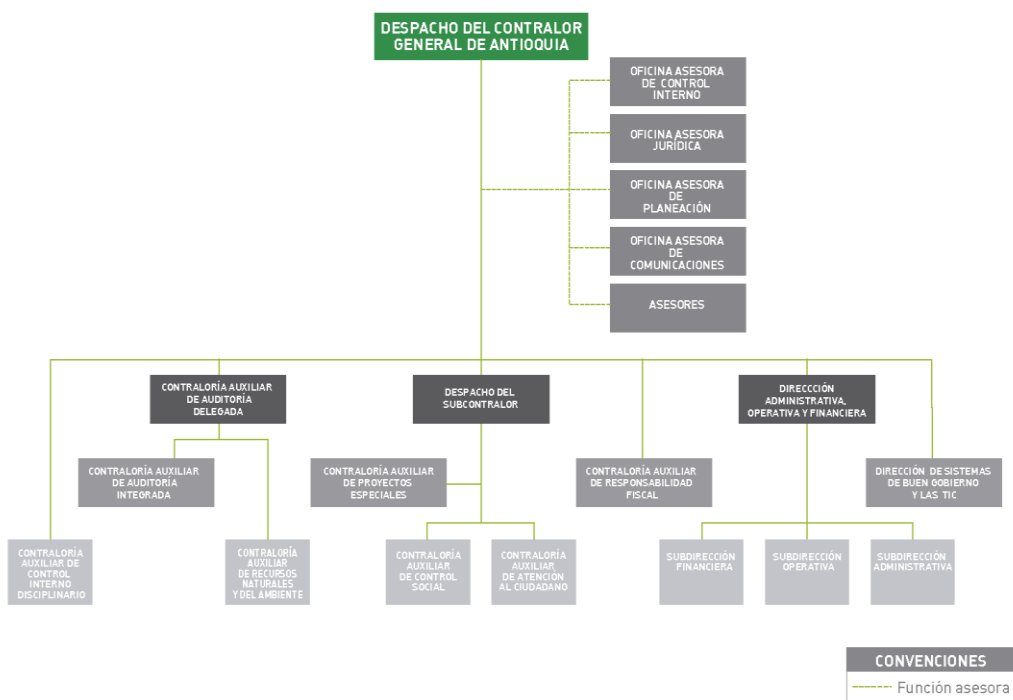 DESPACHO DEL CONTRALOR
GENERAL DE ANTIOQUIA
OFICINA ASESORA
DE CONTROL
INTERNO
OFICINA ASESORA
JURÍDICA
OFICINA ASESORA
DE
PLANEACIÓN
OFICINA ASESORA
DE
COMUNICACIONES
ASESORES
CONTRALORÍA AUXILIAR
DE AUDITORÍA
DELEGADA
DESPACHO DEL
SUBCONTRALOR
DIRECCCIÓN
ADMINISTRATIVA,
OPERATIVA Y FINANCIERA
CONTRALORÍA AUXILIAR
DE AUDITORÍA
INTEGRADA
CONTRALORÍA AUXILIAR
DE PROYECTOS
ESPECIALES
CONTRALORÍA AUXILIAR
DE RESPONSABILIDAD
FISCAL
DIRECCIÓN DE SISTEMAS
DE BUEN GOBIERNO
Y LAS TIC
CONTRALORÍA
AUXILIAR DE
CONTROL
INTERNO
DISCIPLINARIO
CONTRALORÍA
AUXILIAR
DE RECURSOS
NATURALES
Y DEL AMBIENTE
CONTRALORÍA
AUXILIAR
DE CONTROL
SOCIAL
CONTRALORÍA
AUXILIAR
DE ATENCIÓN
AL CIUDADANO
SUBDIRECCIÓN
FINANCIERA
SUBDIRECCIÓN
OPERATIVA
SUBDIRECCIÓN
ADMINISTRATIVA
CONVENCIONES
Función asesora